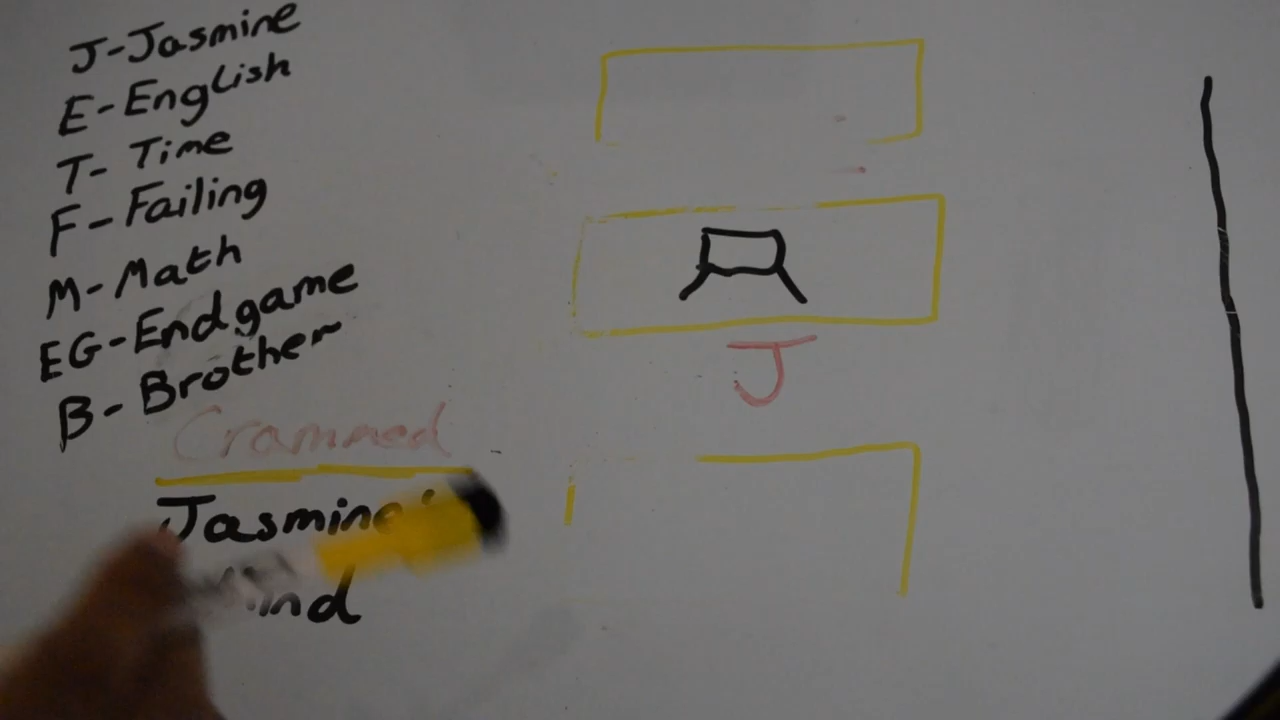 J-Jasmine
E-English
T- Time
F-Failing
M-Math
EG-Endgame
B-Brother
Crammed
J